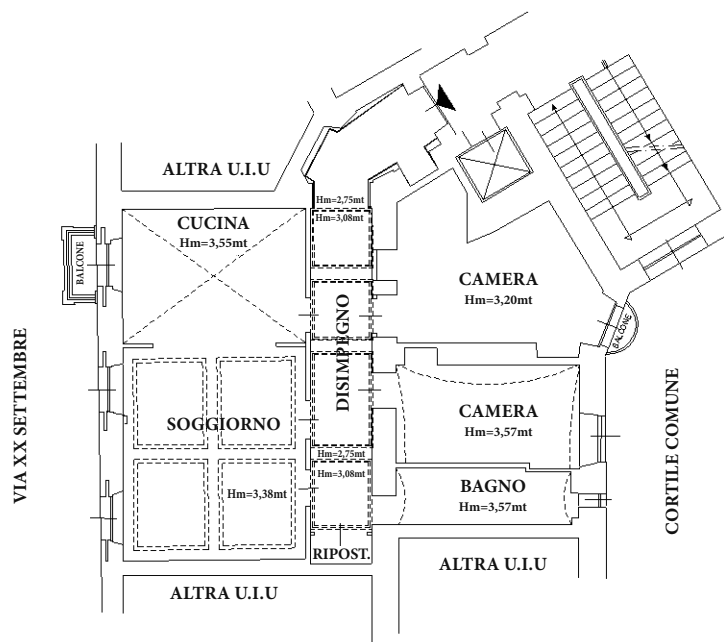 ALTRA U.I.U
Hm=2,75mt
Hm=3,08mt
CUCINA
Hm=3,55mt
BALCONE
CAMERA
Hm=3,20mt
BALCONE
DISIMPEGNO
VIA XX SETTEMBRE
SOGGIORNO
CAMERA
Hm=3,57mt
CORTILE COMUNE
Hm=2,75mt
Hm=3,08mt
Hm=3,38mt
BAGNO
Hm=3,57mt
RIPOST.
ALTRA U.I.U
ALTRA U.I.U